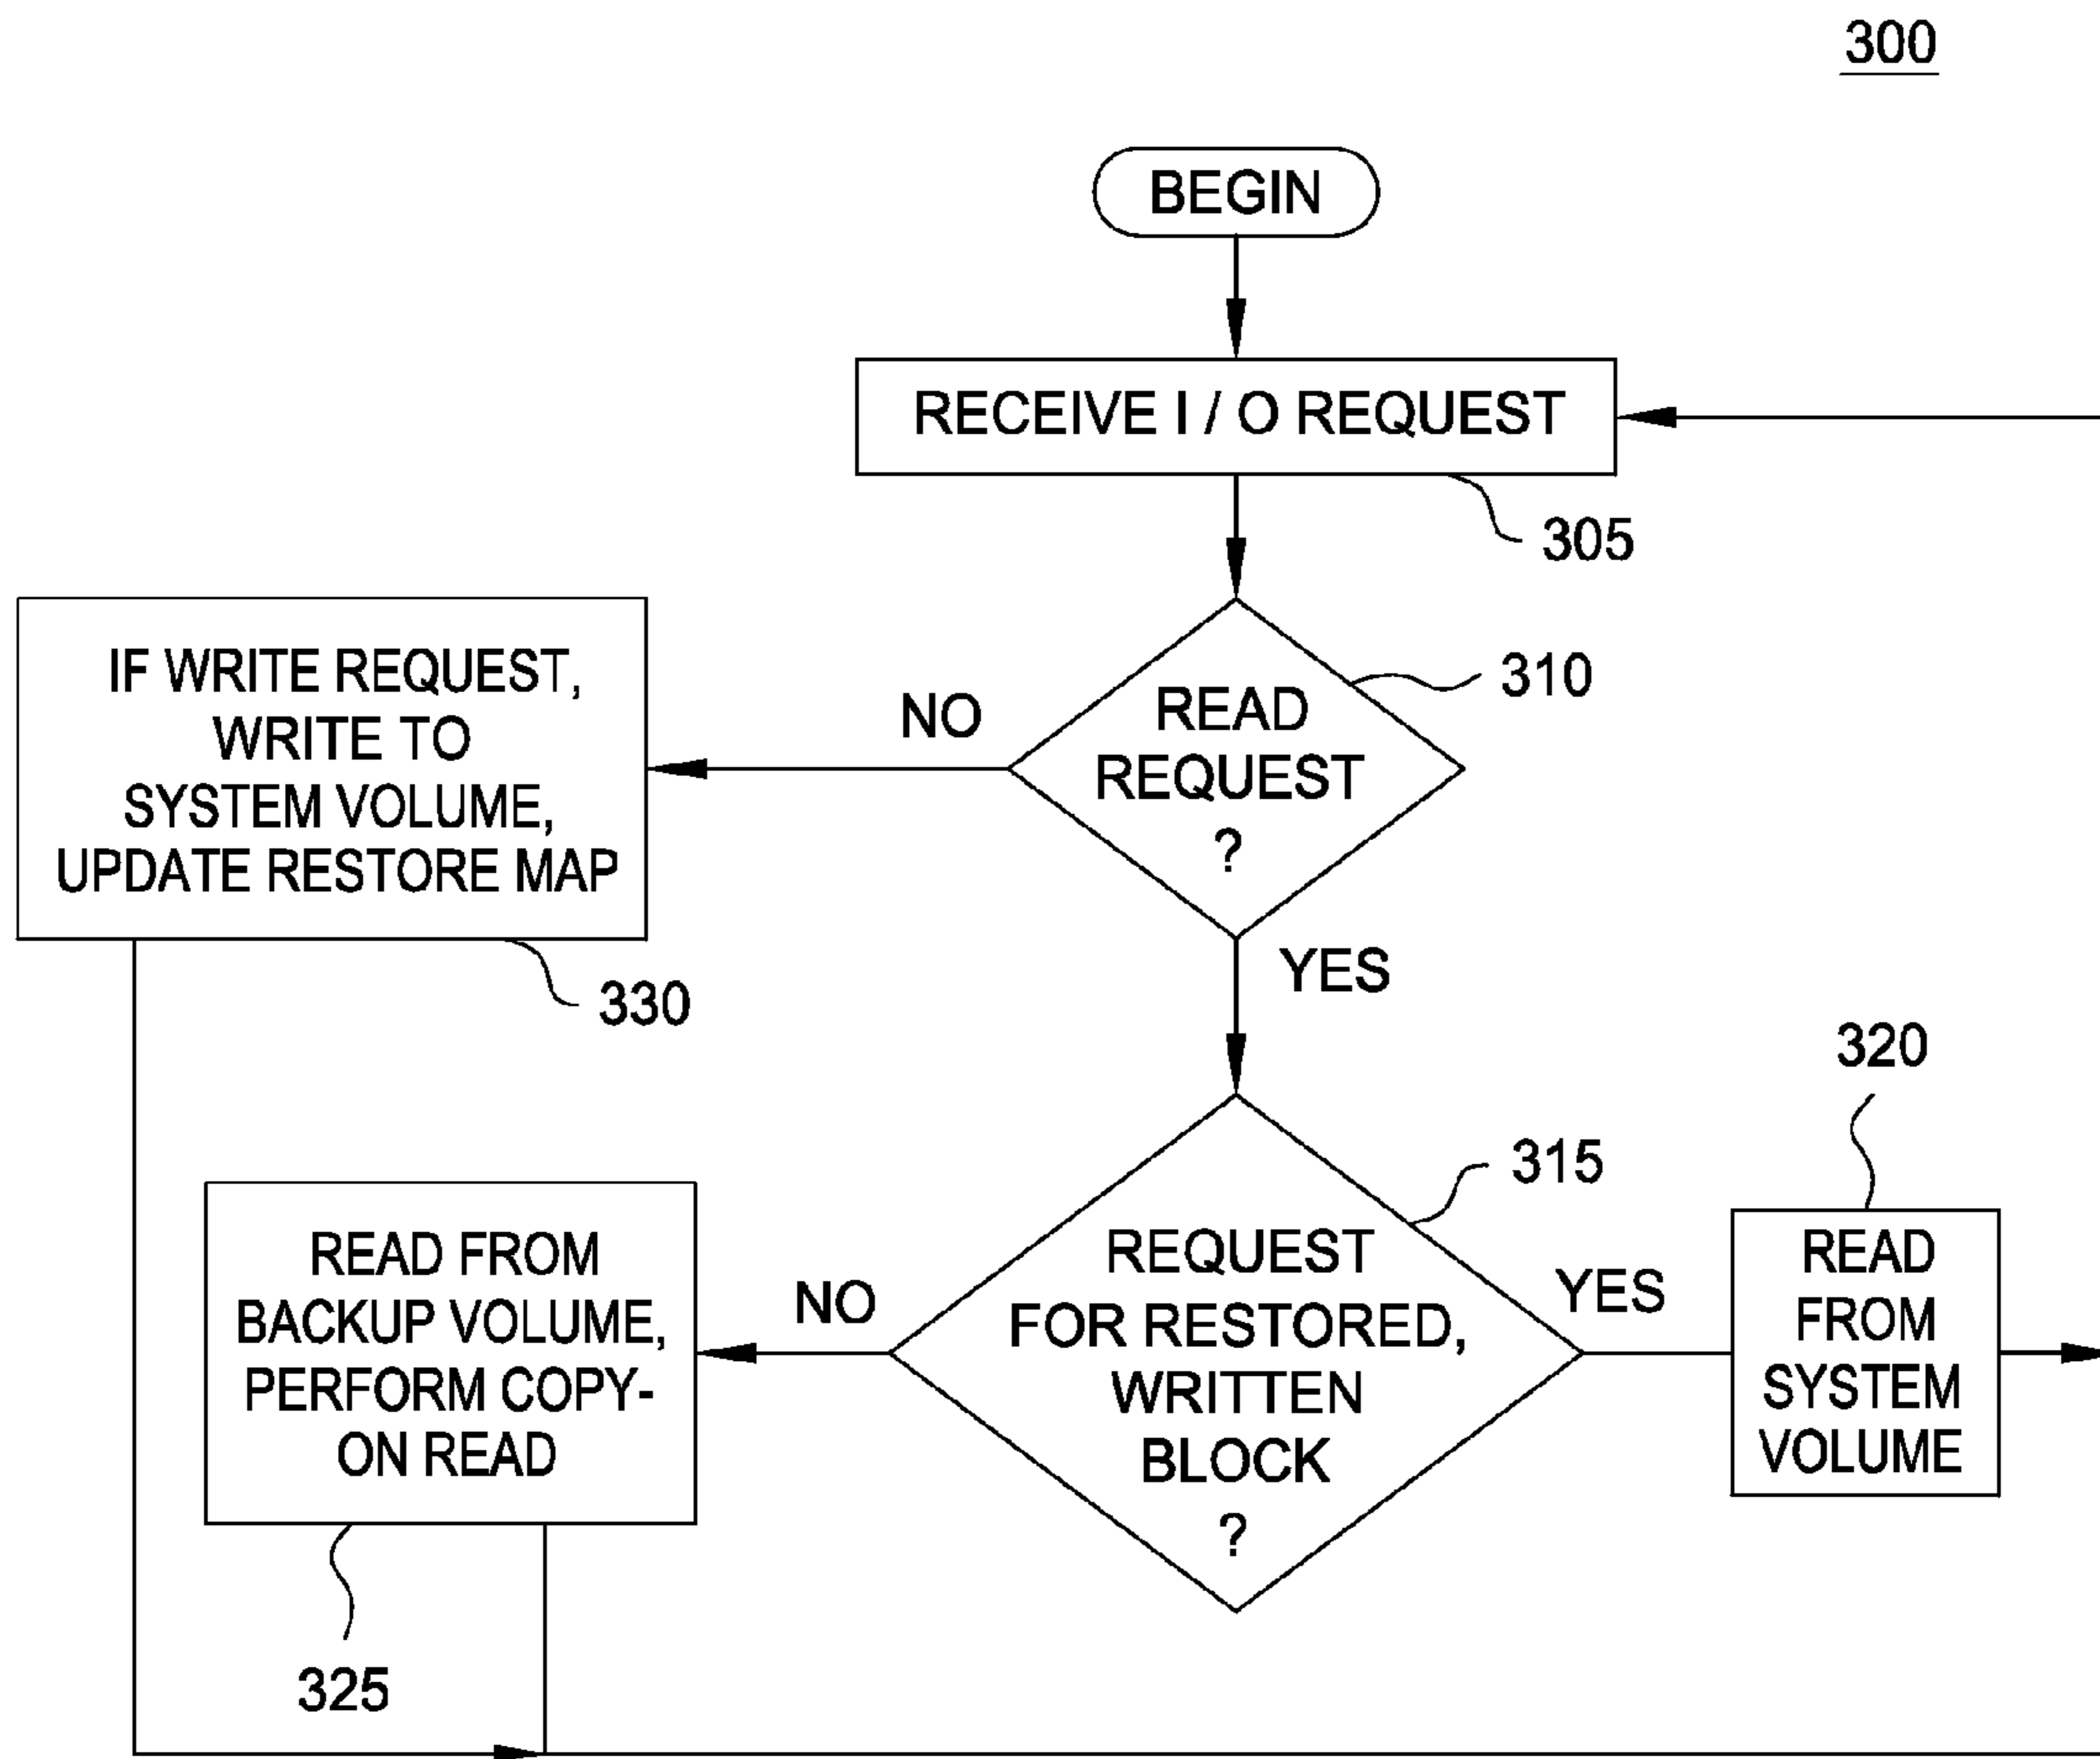 300
BEGIN
RECEIVE I / O REQUEST
305
310
READ
REQUEST
?
NO
YES
IF WRITE REQUEST,
WRITE TO
SYSTEM VOLUME,
UPDATE RESTORE MAP
330
315
REQUEST
FOR RESTORED,
WRITTEN
BLOCK
?
NO
YES
320
READ
FROM
SYSTEM
VOLUME
READ FROM
BACKUP VOLUME,
PERFORM COPY-
ON READ
325